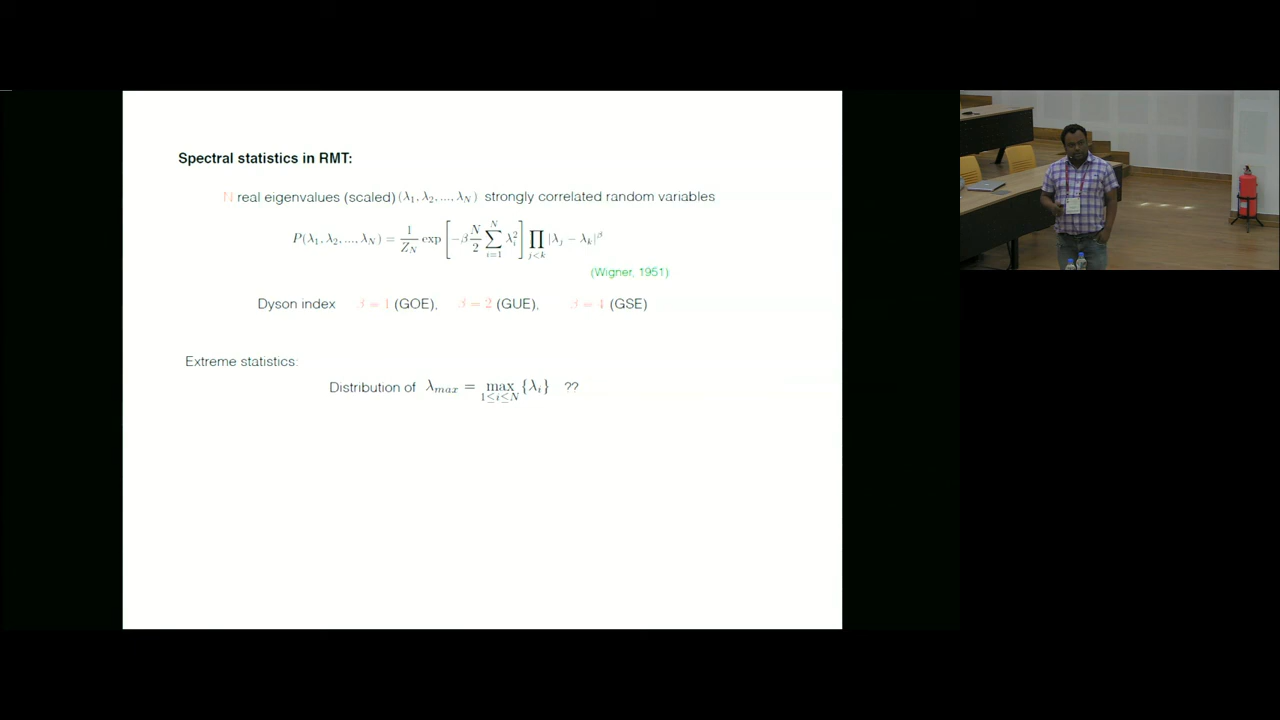 Spectral statistics in RMT:
N real eigenvalues (scaled) (λ₁, λ₂, ..., λ_N) strongly correlated random variables
P(λ₁, λ₂, ..., λ_N) = 1/Z_N exp [ −β N/2 ∑_{i=1}^{N} λ_i² ] ∏_{j<k} |λ_j − λ_k|^β
(Wigner, 1951)
Dyson index β = 1 (GOE), β = 2 (GUE), β = 4 (GSE)
Extreme statistics:
Distribution of λ_max = max_{1≤i≤N} {λ_i} ??